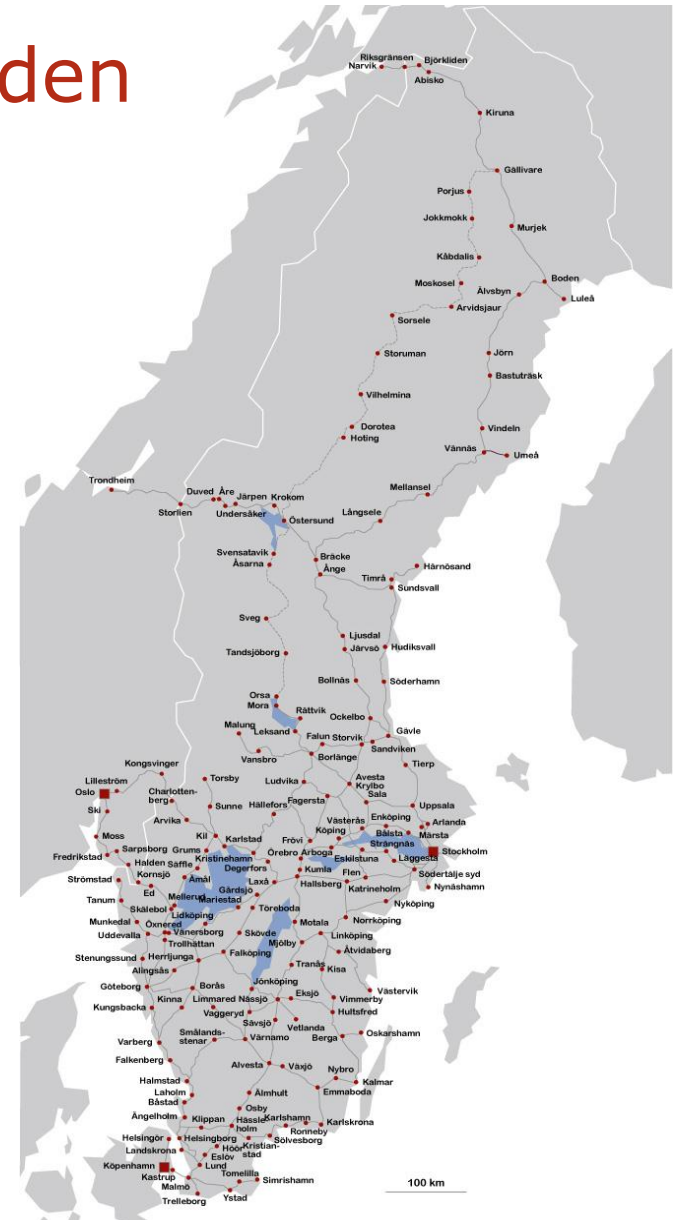 den
Riksgränsen
Björkliden
Narvik
Abisko
Kiruna
Gällivare
Porjus
Jokkmokk
Murjek
Kåbdalis
Moskosel
Boden
Älvsbyn
Luleå
Arvidsjaur
Sorsele
Storuman
Jörn
Bastuträsk
Vilhelmina
Dorotea
Hoting
Vindeln
Vännäs
Umeå
Trondheim
Mellansel
Duved
Åre
Järpen
Krokom
Storlien
Undersåker
Östersund
Långsele
Svensatavik
Åsarna
Bräcke
Ånge
Härnösand
Timrå
Sundsvall
Sveg
Ljusdal
Järvsö
Hudiksvall
Tandsjöborg
Bollnäs
Söderhamn
Orsa
Mora
Rättvik
Ockelbo
Malung
Leksand
Falun
Storvik
Gävle
Sandviken
Vansbro
Borlänge
Tierp
Kongsvinger
Lilleström
Oslo
Torsby
Ludvika
Avesta
Krylbo
Charlotten-
berg
Sala
Ski
Sunne
Hällefors
Fagersta
Uppsala
Arvika
Enköping
Arlanda
Västerås
Moss
Kil
Karlstad
Köping
Bålsta
Märsta
Frövi
Strängnäs
Sarpsborg
Grums
Örebro
Arboga
Stockholm
Fredrikstad
Kristinehamn
Eskilstuna
Läggesta
Halden
Säffle
Degerfors
Kumla
Flen
Södertälje syd
Kornsjö
Åmål
Laxå
Hallsberg
Strömstad
Gårdsjö
Katrineholm
Nynäshamn
Ed
Mellerud
Mariestad
Tanum
Skälebol
Töreboda
Nyköping
Lidköping
Munkedal
Öxnered
Motala
Norrköping
Uddevalla
Vänersborg
Skövde
Linköping
Trollhättan
Mjölby
Stenungssund
Herrljunga
Falköping
Åtvidaberg
Alingsås
Tranås
Kisa
Göteborg
Borås
Jönköping
Västervik
Kungsbacka
Kinna
Limmared
Nässjö
Eksjö
Vimmerby
Vaggeryd
Hultsfred
Sävsjö
Vetlanda
Varberg
Smålands-
stenar
Värnamo
Berga
Oskarshamn
Falkenberg
Alvesta
Växjö
Nybro
Halmstad
Kalmar
Laholm
Älmhult
Emmaboda
Båstad
Osby
Ängelholm
Klippan
Hässle-
holm
Karlshamn
Karlskrona
Ronneby
Helsingör
Helsingborg
Sölvesborg
Kristian-
stad
Landskrona
Höör
Eslöv
Köpenhamn
Lund
Kastrup
Tomelilla
Simrishamn
Malmö
Ystad
Trelleborg
100 km